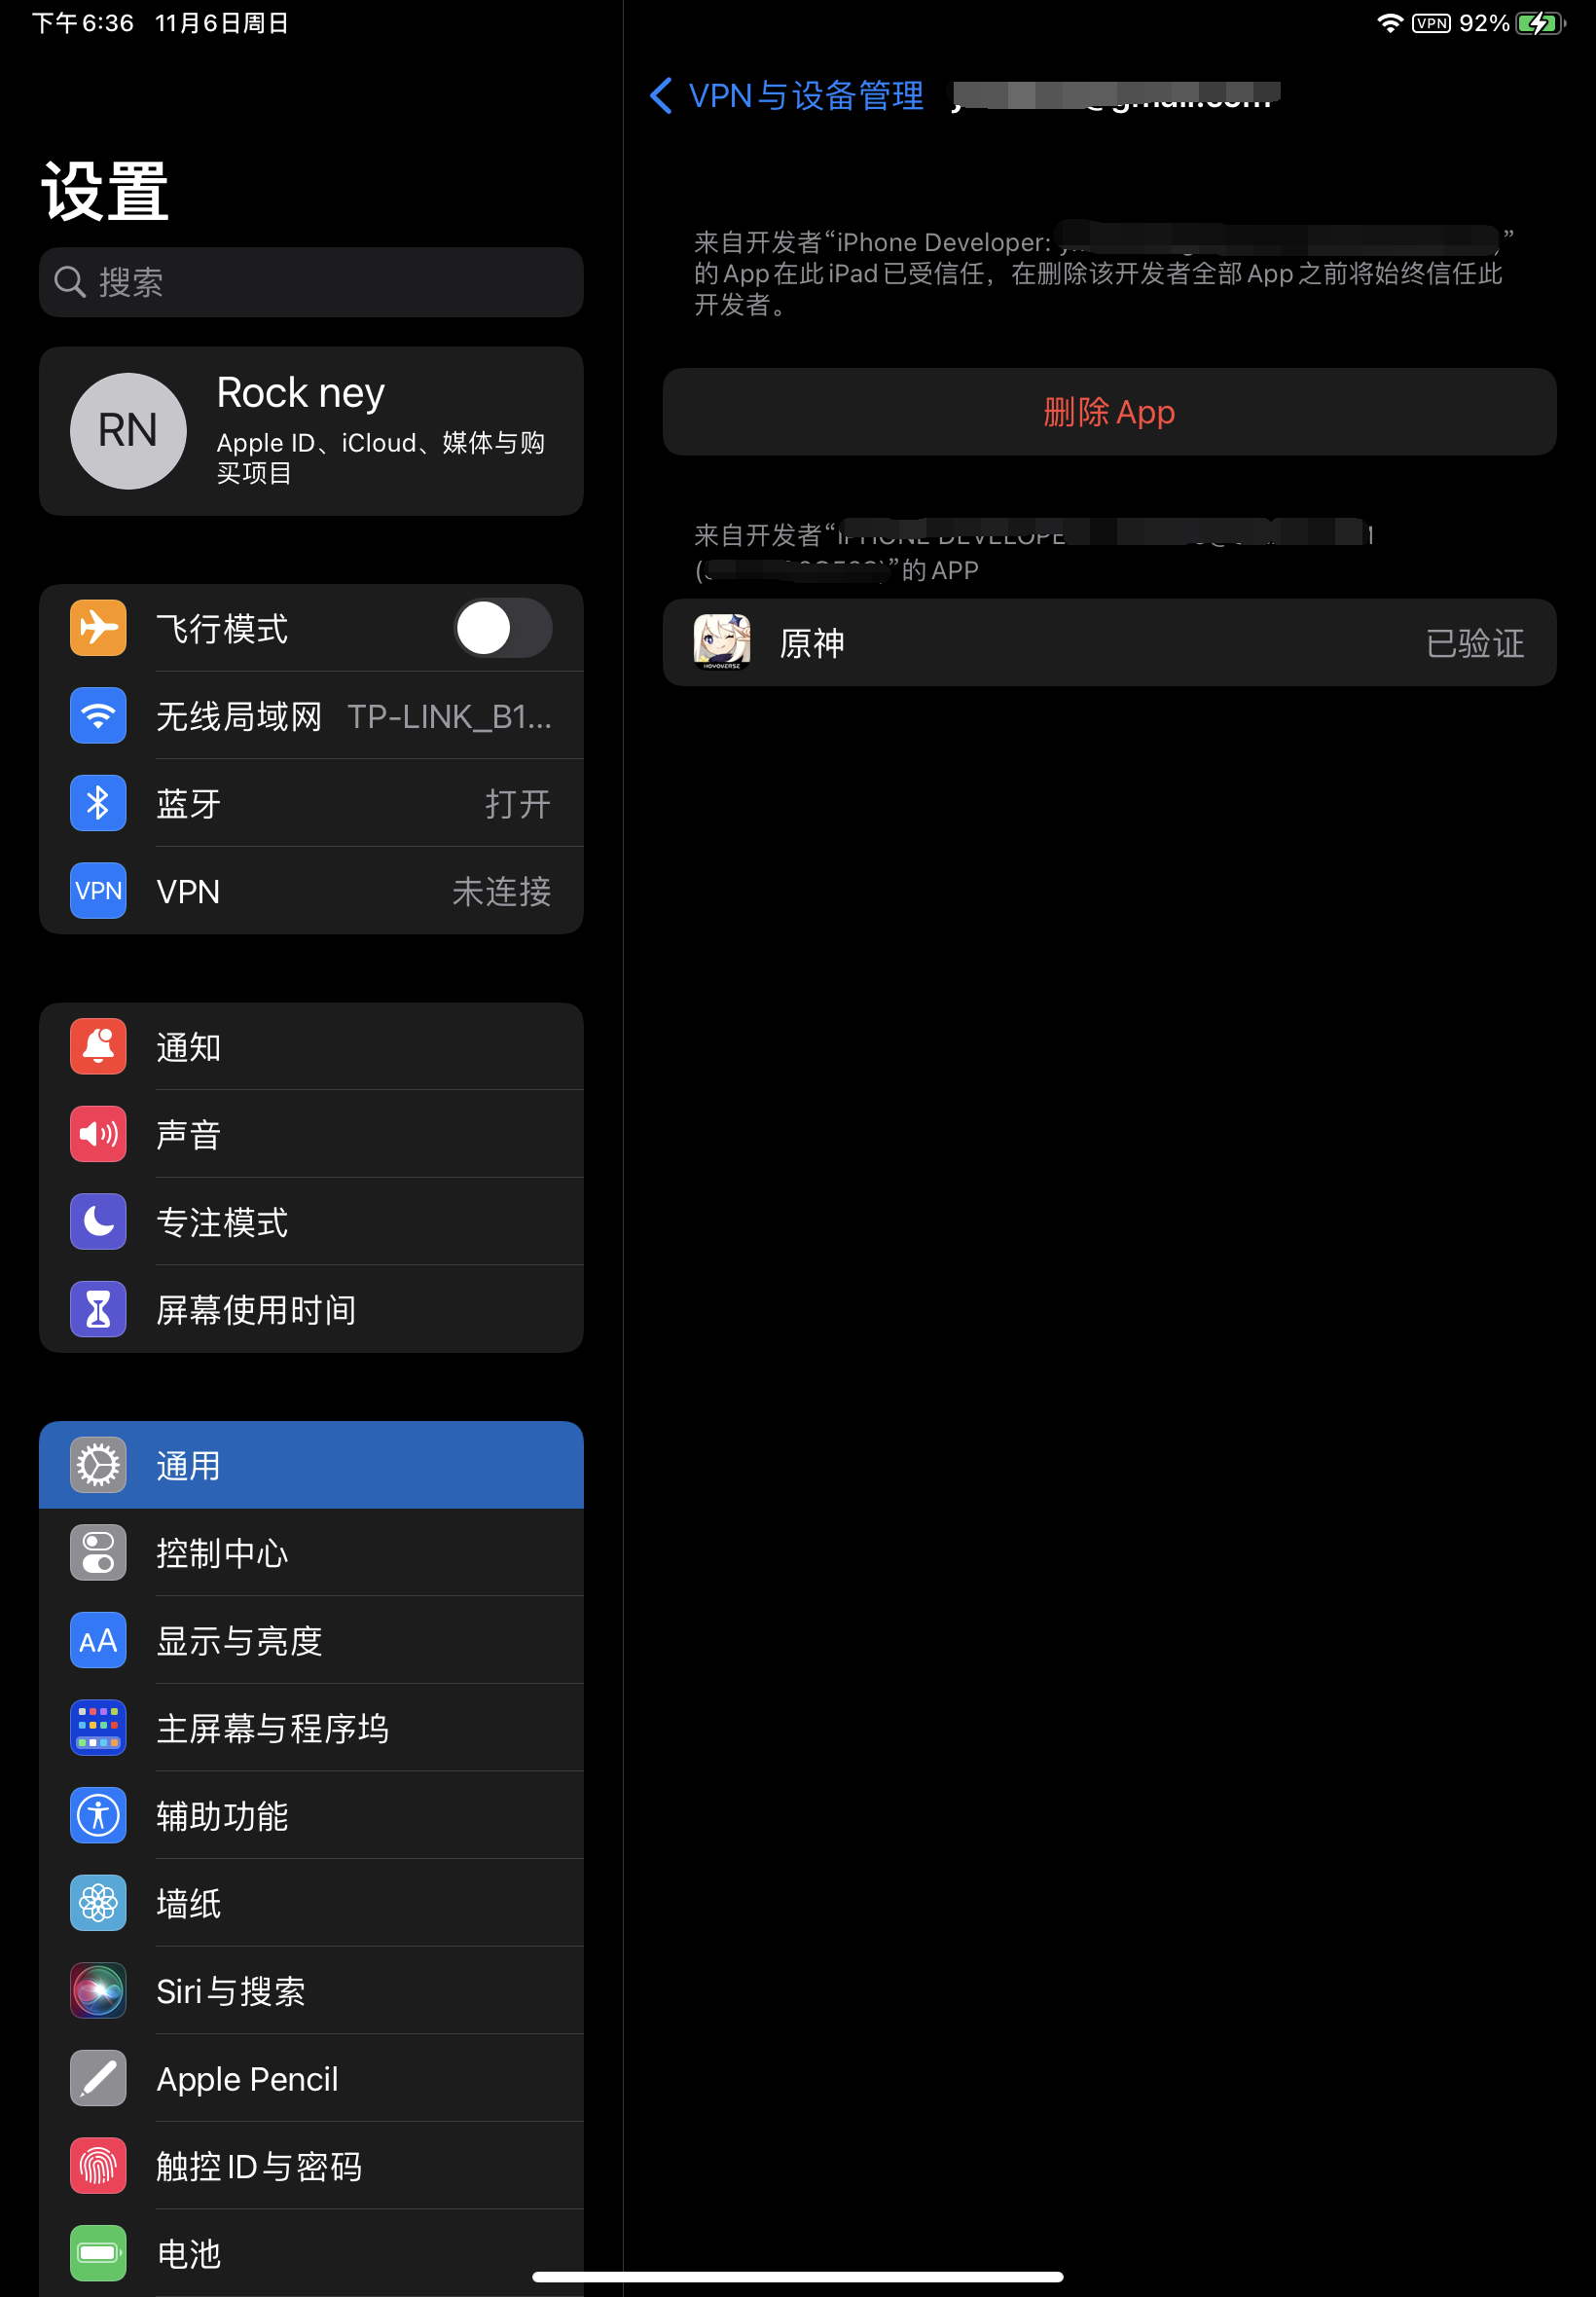 下午6:36 11月6日周日
VPN 92%
设置
搜索
RN
Rock ney
Apple ID、iCloud、媒体与购
买项目
飞行模式
无线局域网 TP-LINK_B1...
蓝牙 打开
VPN VPN 未连接
通知
声音
专注模式
屏幕使用时间
通用
控制中心
AA 显示与亮度
主屏幕与程序坞
辅助功能
墙纸
Siri与搜索
Apple Pencil
触控ID与密码
电池
VPN与设备管理 @gmail.com
来自开发者“iPhone Developer: ”
的App在此iPad已受信任，在删除该开发者全部App之前将始终信任此
开发者。
删除App
来自开发者“IPHONE DEVELOPE
”的APP
HOYOVERSE
原神 已验证